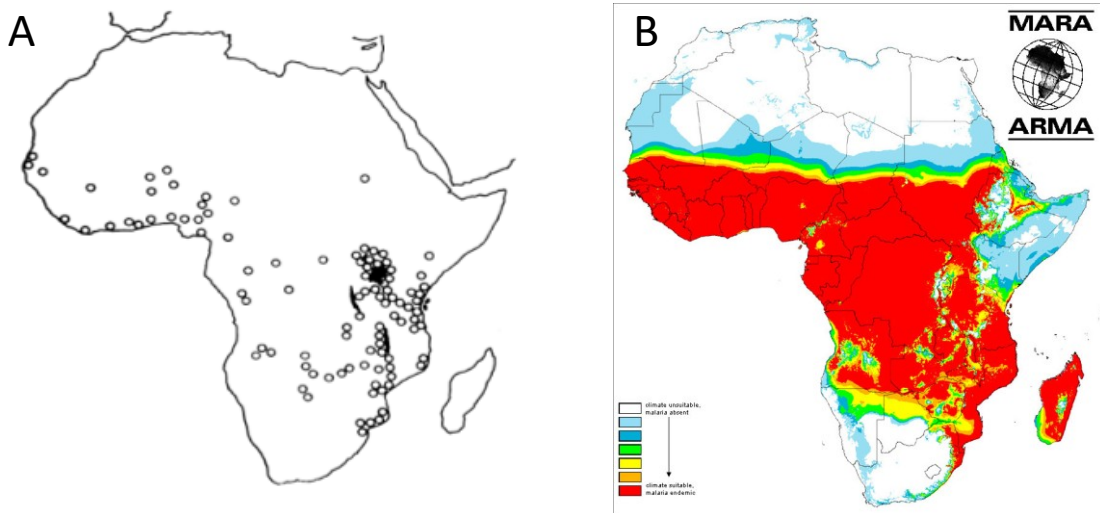 A
B
MARA
ARMA
climate unsuitable,
malaria absent
climate suitable,
malaria endemic